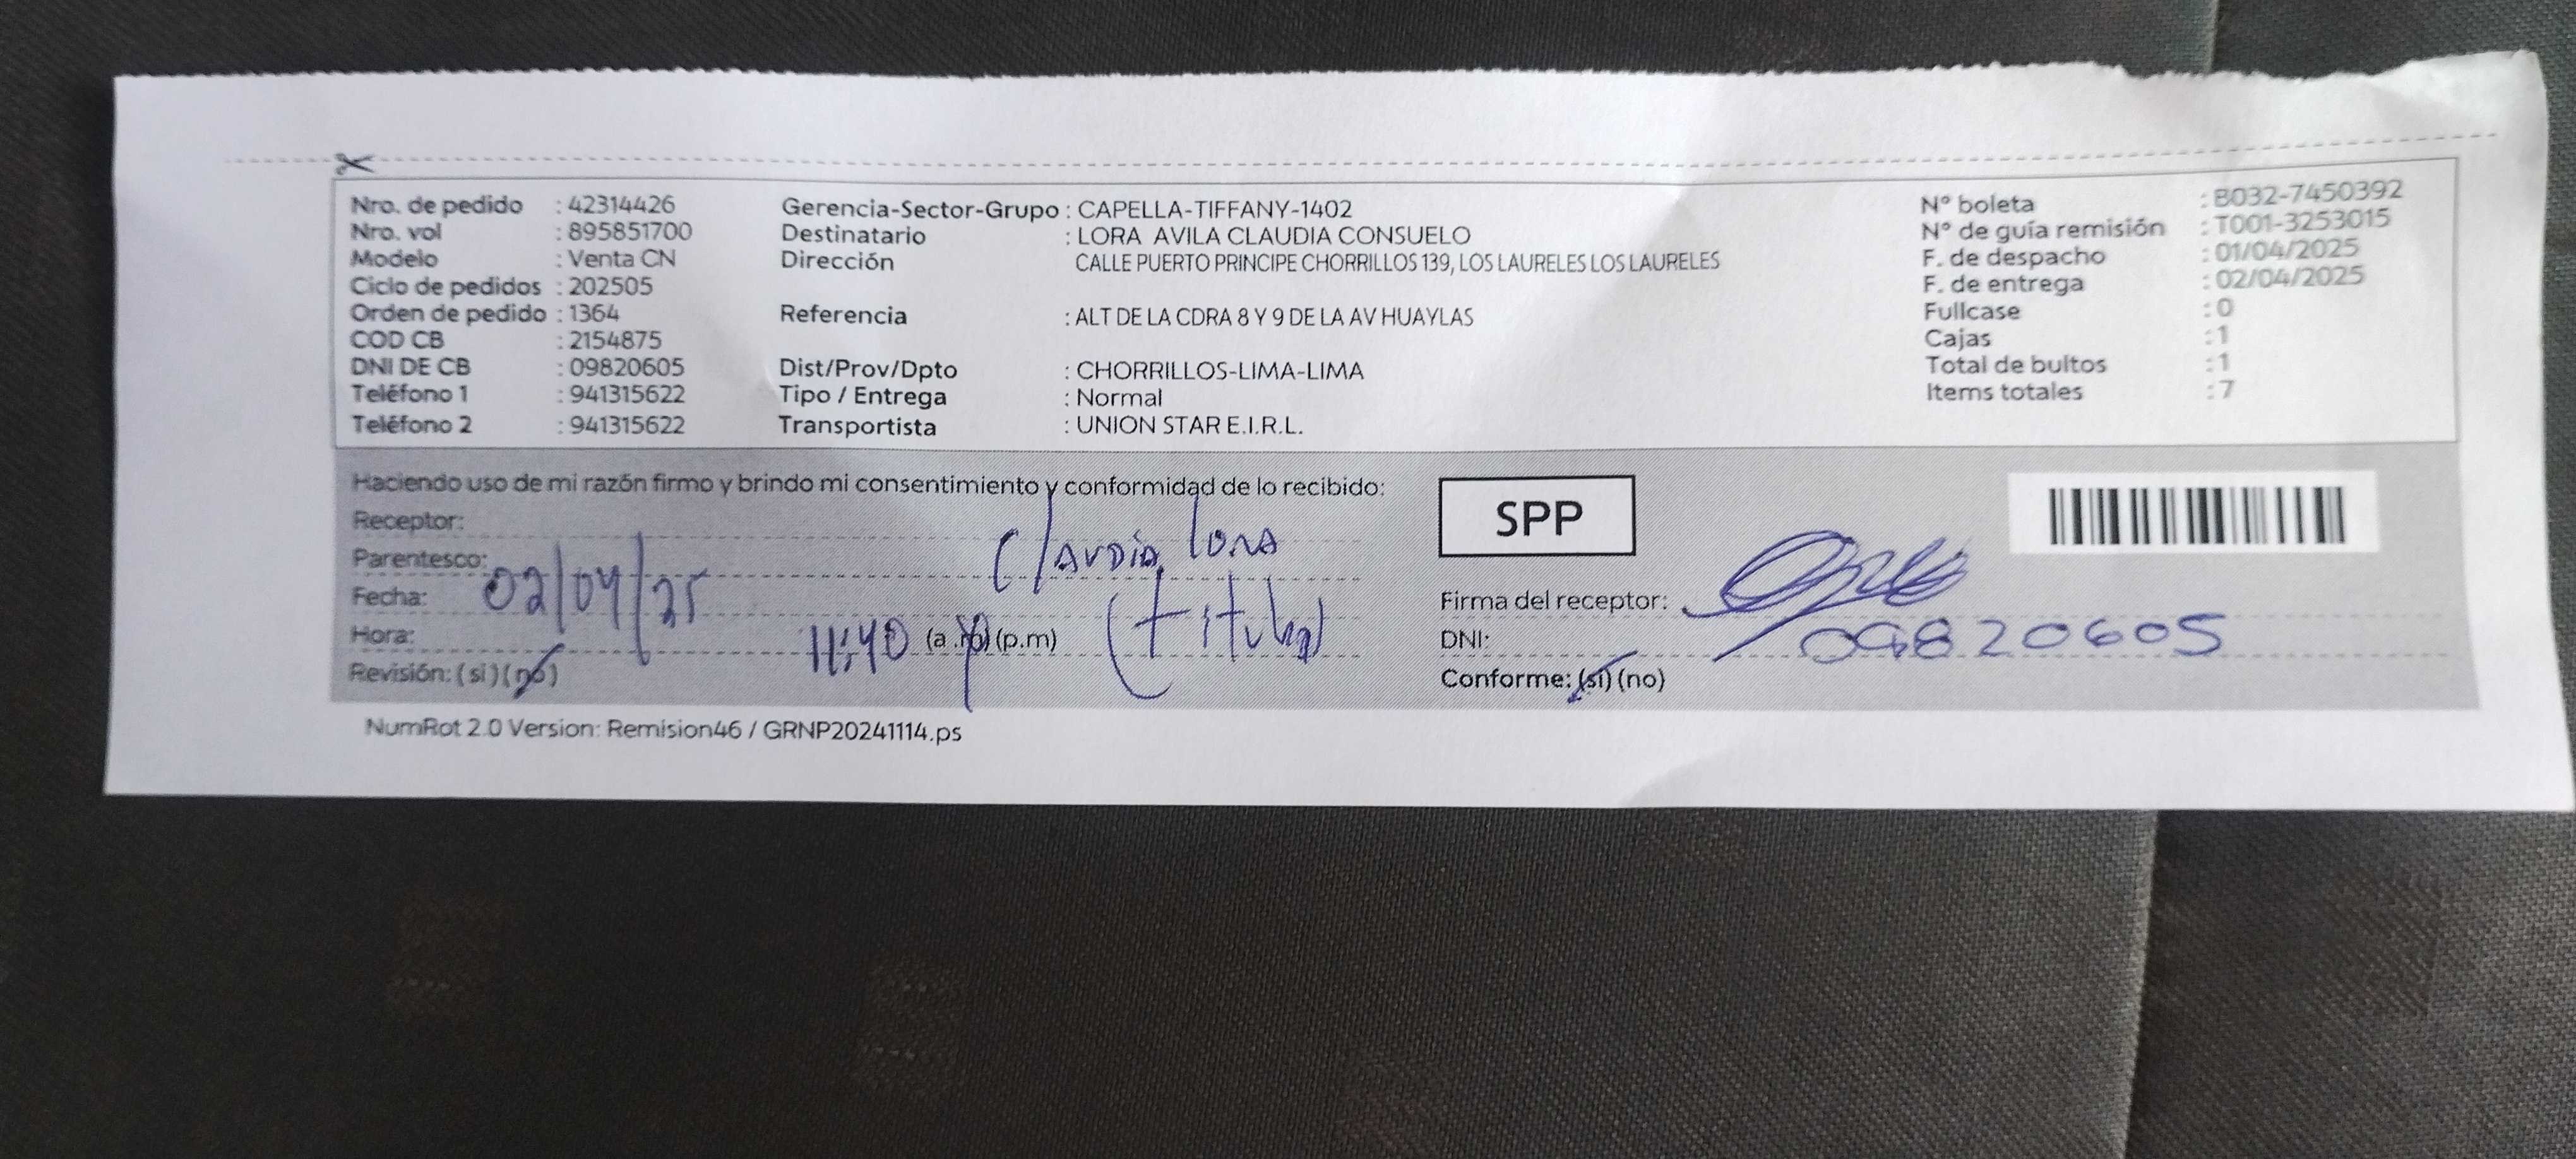 Nro. de pedido : 42314426
Nro. vol : 895851700
Modelo : Venta CN
Ciclo de pedidos : 202505
Orden de pedido : 1364
COD CB : 2154875
DNI DE CB : 09820605
Teléfono 1 : 941315622
Teléfono 2 : 941315622
Gerencia-Sector-Grupo : CAPELLA-TIFFANY-1402
Destinatario : LORA AVILA CLAUDIA CONSUELO
Dirección CALLE PUERTO PRINCIPE CHORRILLOS 139, LOS LAURELES LOS LAURELES
Referencia : ALT DE LA CDRA 8 Y 9 DE LA AV HUAYLAS
Dist/Prov/Dpto : CHORRILLOS-LIMA-LIMA
Tipo / Entrega : Normal
Transportista : UNION STAR E.I.R.L.
N° boleta : B032-7450392
N° de guía remisión : T001-3253015
F. de despacho : 01/04/2025
F. de entrega : 02/04/2025
Fullcase : 0
Cajas : 1
Total de bultos : 1
Items totales : 7
Haciendo uso de mi razón firmo y brindo mi consentimiento y conformidad de lo recibido:
Receptor: Claudia Lora
Parentesco: (titular)
Fecha: 02/04/25
Hora: 11:40 (a.m) (p.m)
Revisión: (si) (no)
SPP
Firma del receptor:
DNI: 09820605
Conforme: (si) (no)
NumRot 2.0 Version: Remision46 / GRNP20241114.ps